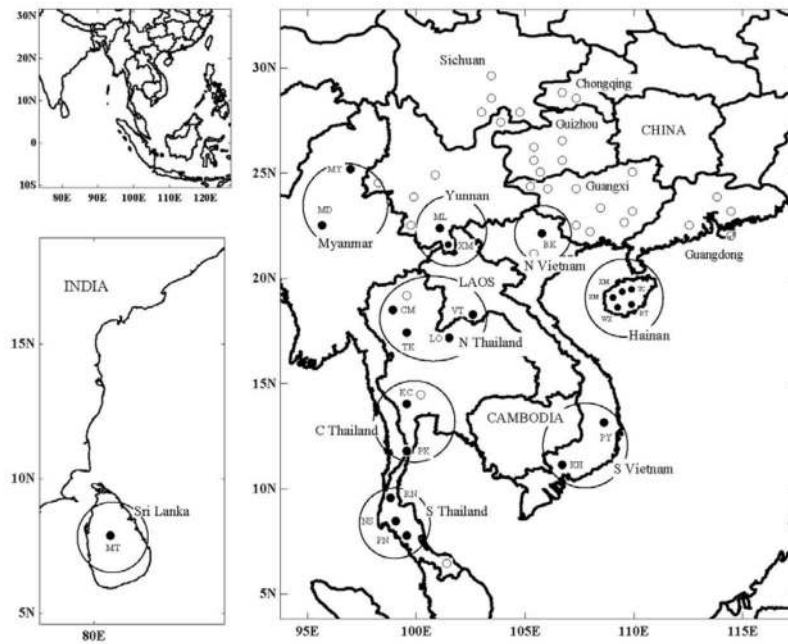 30N
20N
10N
0
10S
80E 90E 100E 110E 120E
INDIA
15N
10N
5N
Sri Lanka
MT
80E
30N
25N
20N
15N
10N
5N
95E 100E 105E 110E 115E
Sichuan
Chongqing
Guizhou
CHINA
MY
Yunnan
Guangxi
MD
ML
Myanmar
XM
BK
Guangdong
N Vietnam
LAOS
CM
VT
TK
LO
N Thailand
Hainan
KC
C Thailand
PK
CAMBODIA
PY
KH
S Vietnam
RN
NS
S Thailand
PN